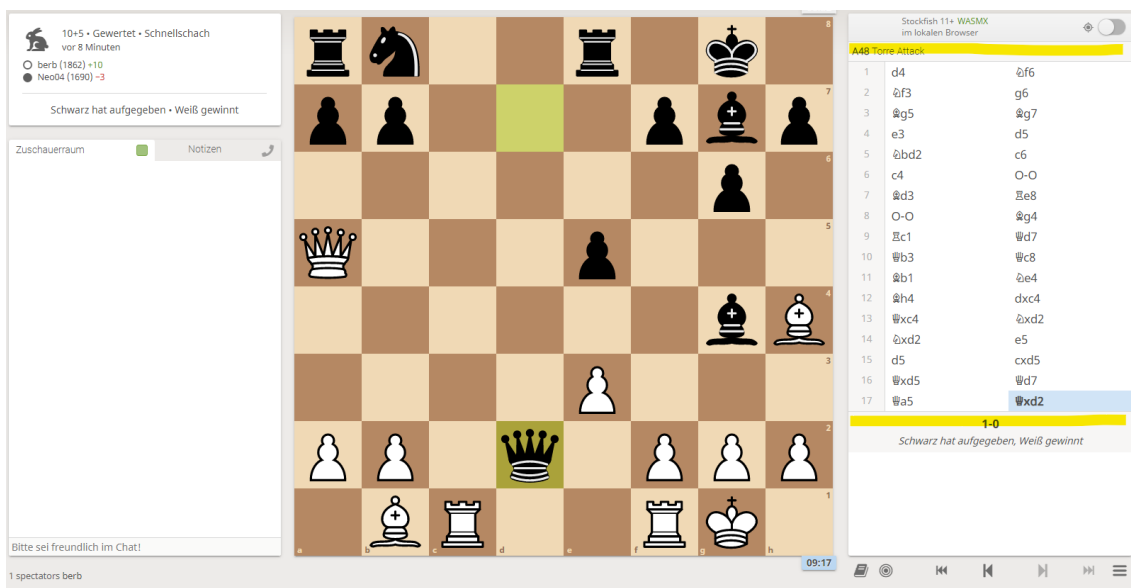 10+5 • Gewertet • Schnellschach
vor 8 Minuten
berb (1862) +10
Neo04 (1690) −3
Schwarz hat aufgegeben • Weiß gewinnt
Zuschauerraum
Notizen
Bitte sei freundlich im Chat!
1 spectators berb
8
7
6
5
4
3
2
1
a b c d e f g h
09:17
Stockfish 11+ WASMX
im lokalen Browser
A48 Torre Attack
1 d4 ♘f6
2 ♘f3 g6
3 ♗g5 ♗g7
4 e3 d5
5 ♘bd2 c6
6 c4 O-O
7 ♗d3 ♖e8
8 O-O ♗g4
9 ♖c1 ♕d7
10 ♕b3 ♕c8
11 ♗b1 ♘e4
12 ♗h4 dxc4
13 ♕xc4 ♘xd2
14 ♘xd2 e5
15 d5 cxd5
16 ♕xd5 ♕d7
17 ♕a5 ♕xd2
1-0
Schwarz hat aufgegeben, Weiß gewinnt